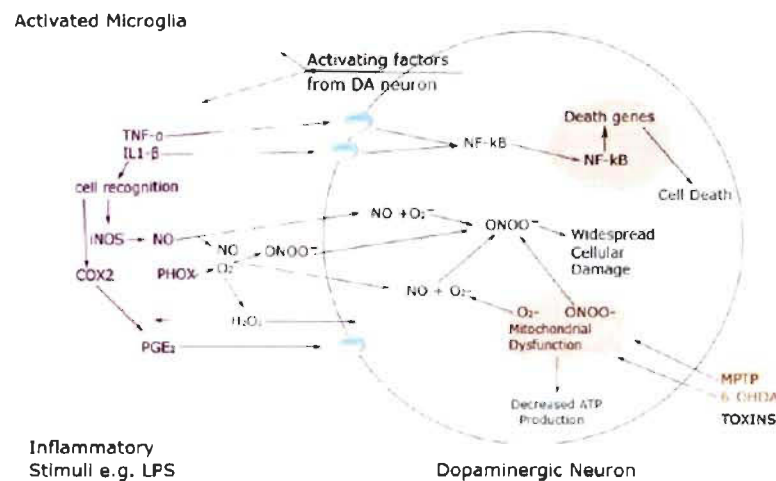 Activated Microglia
Activating factors
from DA neuron
TNF-α
IL1-β
cell recognition
iNOS
NO
COX2
PHOX
NO
O₂⁻
ONOO⁻
H₂O₂
PGE₂
NF-kB
Death genes
NF-kB
Cell Death
NO +O₂⁻
ONOO⁻
Widespread
Cellular
Damage
NO + O₂-
O₂-
ONOO-
Mitochondrial
Dysfunction
Decreased ATP
Production
MPTP
6 OHDA
TOXINS
Inflammatory
Stimuli e.g. LPS
Dopaminergic Neuron